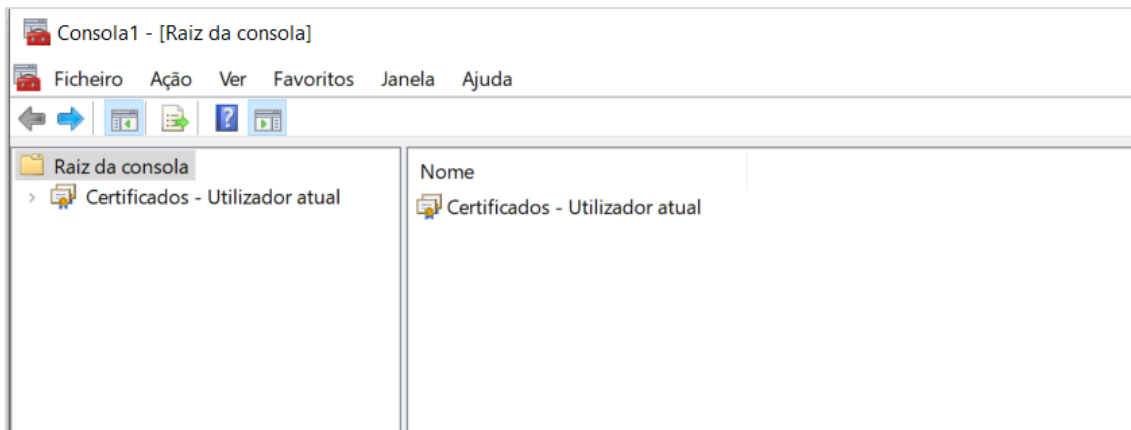 Consola1 - [Raiz da consola]
Ficheiro Ação Ver Favoritos Janela Ajuda
Raiz da consola
Certificados - Utilizador atual
Nome
Certificados - Utilizador atual